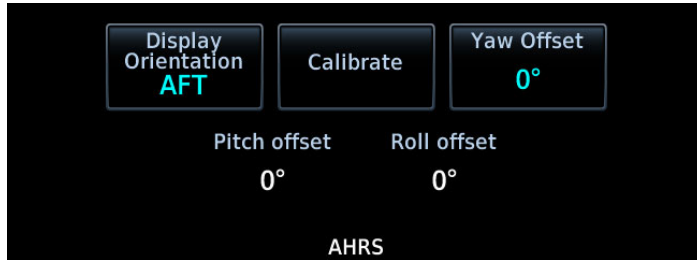 Display
Orientation
AFT
Calibrate
Yaw Offset
0°
Pitch offset
Roll offset
0°
0°
AHRS